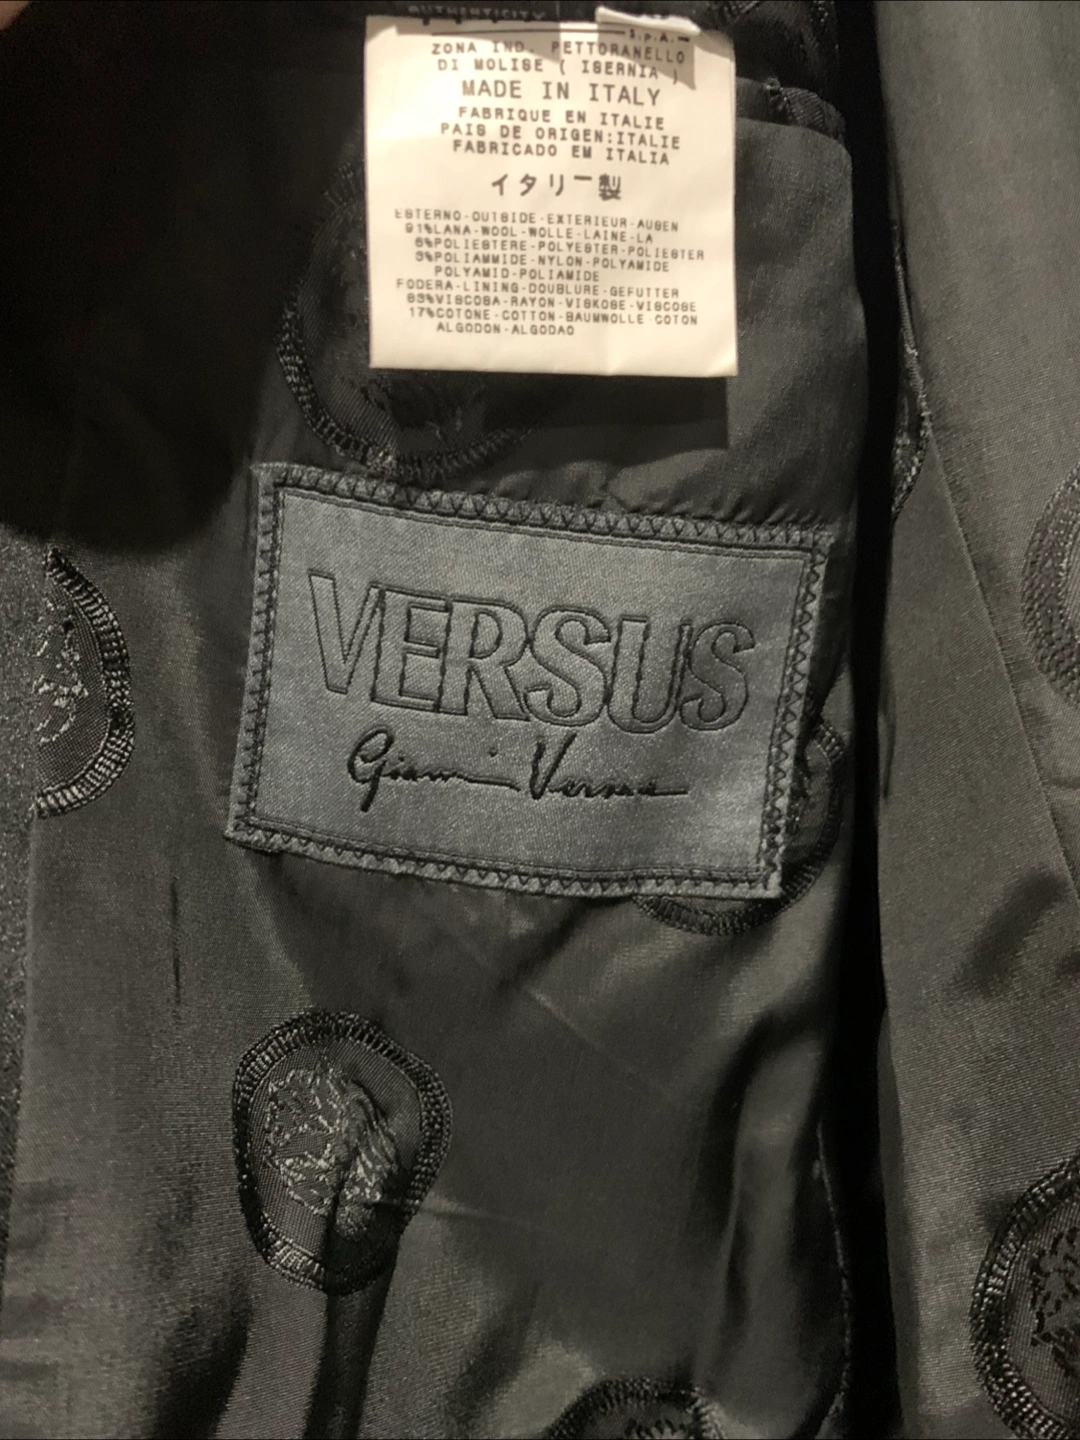 AUTHENTICITY
S.P.A.
ZONA IND. PETTORANELLO
DI MOLISE ( ISERNIA )
MADE IN ITALY
FABRIQUE EN ITALIE
PAIS DE ORIGEN:ITALIE
FABRICADO EM ITALIA
イタリー製
ESTERNO-OUTSIDE-EXTERIEUR-AUSEN
91%LANA-WOOL-WOLLE-LAINE-LA
6%POLIESTERE-POLYESTER-POLIESTER
3%POLIAMMIDE-NYLON-POLYAMIDE
POLYAMID-POLIAMIDE
FODERA-LINING-DOUBLURE-GEFUTTER
83%VISCOSA-RAYON-VISKOSE-VISCOSE
17%COTONE-COTTON-BAUMWOLLE-COTON
ALGODON-ALGODAO
VERSUS
Gianni Versace